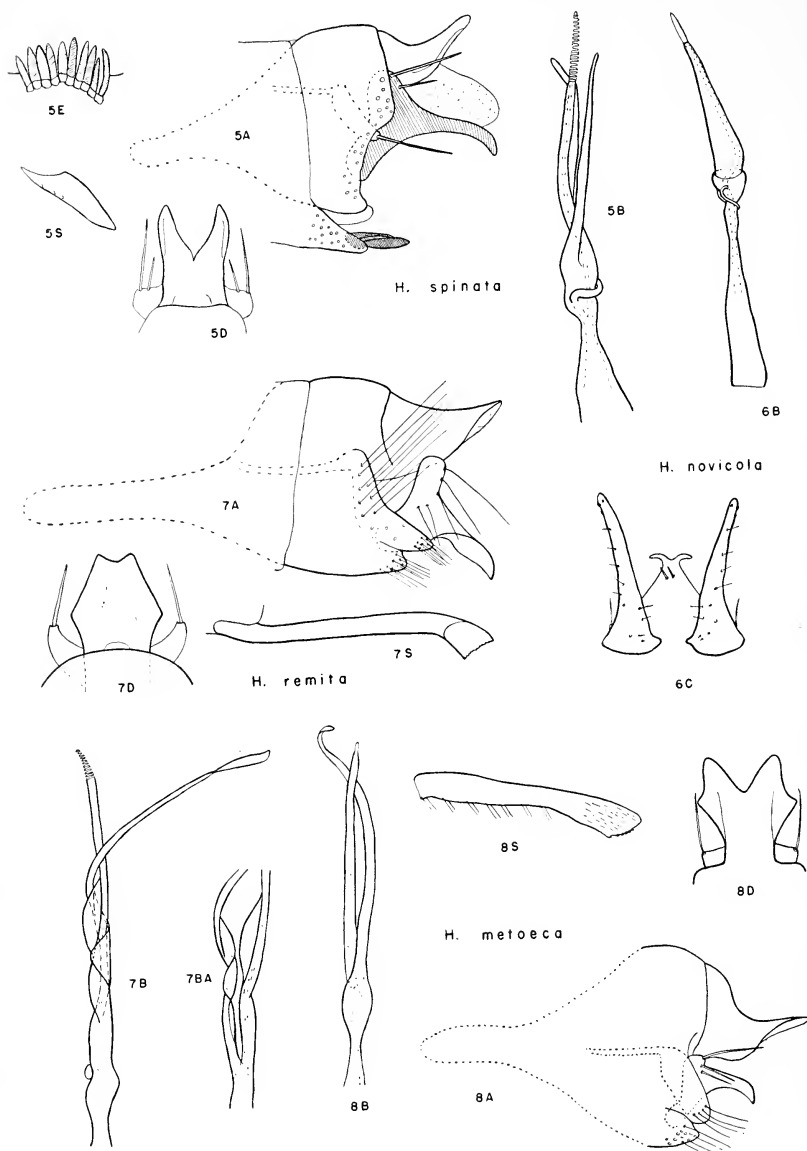 5E
5A
5S
5B
5D
H. spinata
6B
H. novicola
7A
7S
7D
H. remita
6C
8S
8D
H. metoeca
7B
7BA
8B
8A